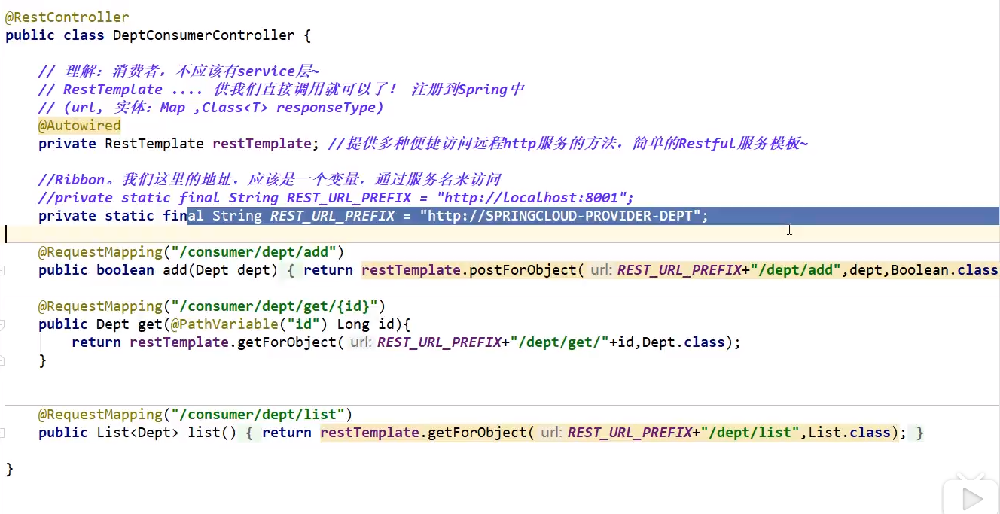 @RestController
public class DeptConsumerController {
// 理解：消费者，不应该有service层~
// RestTemplate .... 供我们直接调用就可以了！ 注册到Spring中
// (url, 实体：Map ,Class<T> responseType)
@Autowired
private RestTemplate restTemplate; //提供多种便捷访问远程http服务的方法，简单的Restful服务模板~
//Ribbon。我们这里的地址，应该是一个变量，通过服务名来访问
//private static final String REST_URL_PREFIX = "http://localhost:8001";
private static final String REST_URL_PREFIX = "http://SPRINGCLOUD-PROVIDER-DEPT";
@RequestMapping("/consumer/dept/add")
public boolean add(Dept dept) { return restTemplate.postForObject( url: REST_URL_PREFIX+"/dept/add",dept,Boolean.class
@RequestMapping("/consumer/dept/get/{id}")
public Dept get(@PathVariable("id") Long id){
return restTemplate.getForObject( url: REST_URL_PREFIX+"/dept/get/"+id,Dept.class);
}
@RequestMapping("/consumer/dept/list")
public List<Dept> list() { return restTemplate.getForObject( url: REST_URL_PREFIX+"/dept/list",List.class); }
}